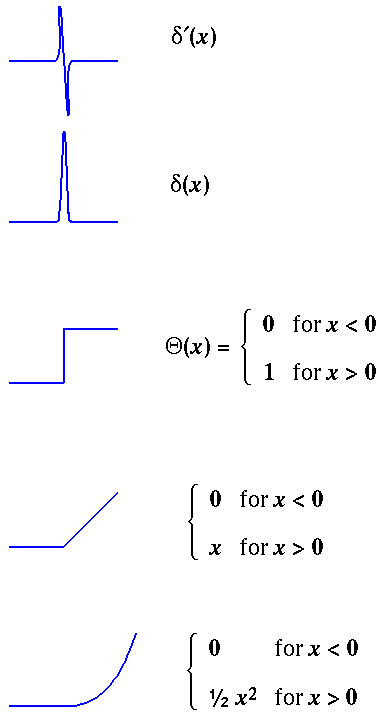 δ´(x)
δ(x)
Θ(x) = { 0 for x < 0
1 for x > 0
{ 0 for x < 0
x for x > 0
{ 0 for x < 0
½ x² for x > 0